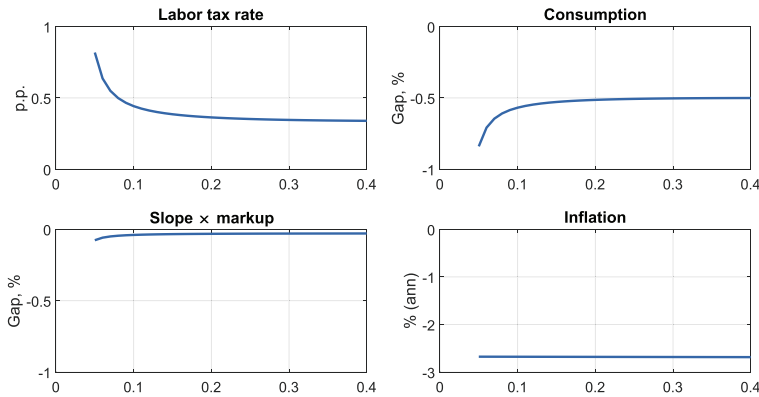 Labor tax rate
p.p.
1
0.5
0
0 0.1 0.2 0.3 0.4
Consumption
Gap, %
0
-0.5
-1
0 0.1 0.2 0.3 0.4
Slope × markup
Gap, %
0
-0.5
-1
0 0.1 0.2 0.3 0.4
Inflation
% (ann)
0
-1
-2
-3
0 0.1 0.2 0.3 0.4